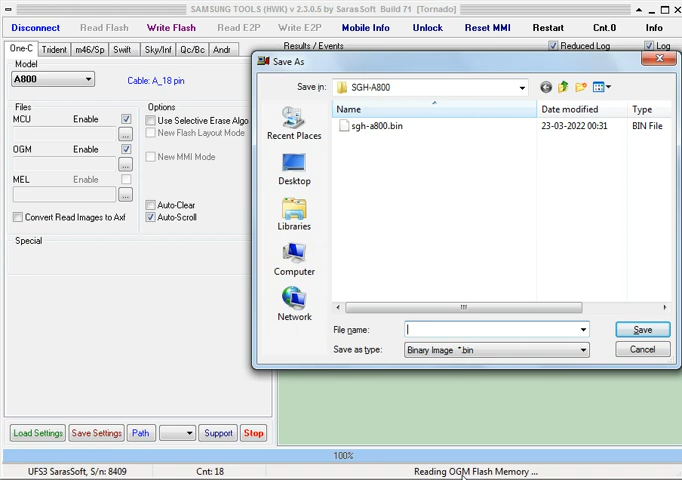 SAMSUNG TOOLS (HWK) v 2.3.0.5 by SarasSoft Build 71 [Tornado]
Disconnect Read Flash Write Flash Read E2P Write E2P Mobile Info Unlock Reset MMI Restart Cnt.0 Info
One-C Trident m46/Sp Swift Sky/Inf Qc/Bc Andr
Results / Events Reduced Log Log
Model
A800
Cable: A_18 pin
Files
MCU Enable
...
OGM Enable
...
MEL Enable
...
Convert Read Images to Axf
Options
Use Selective Erase Algo
New Flash Layout Mode
New MMI Mode
Auto-Clear
Auto-Scroll
Special
Save As
Save in: SGH-A800
Recent Places
Desktop
Libraries
Computer
Network
Name Date modified Type
sgh-a800.bin 23-03-2022 00:31 BIN File
File name: Save
Save as type: Binary Image *.bin Cancel
Load Settings Save Settings Path Support Stop
100%
UFS3 SarasSoft, S/n: 8409 Cnt: 18 Reading OGM Flash Memory ...